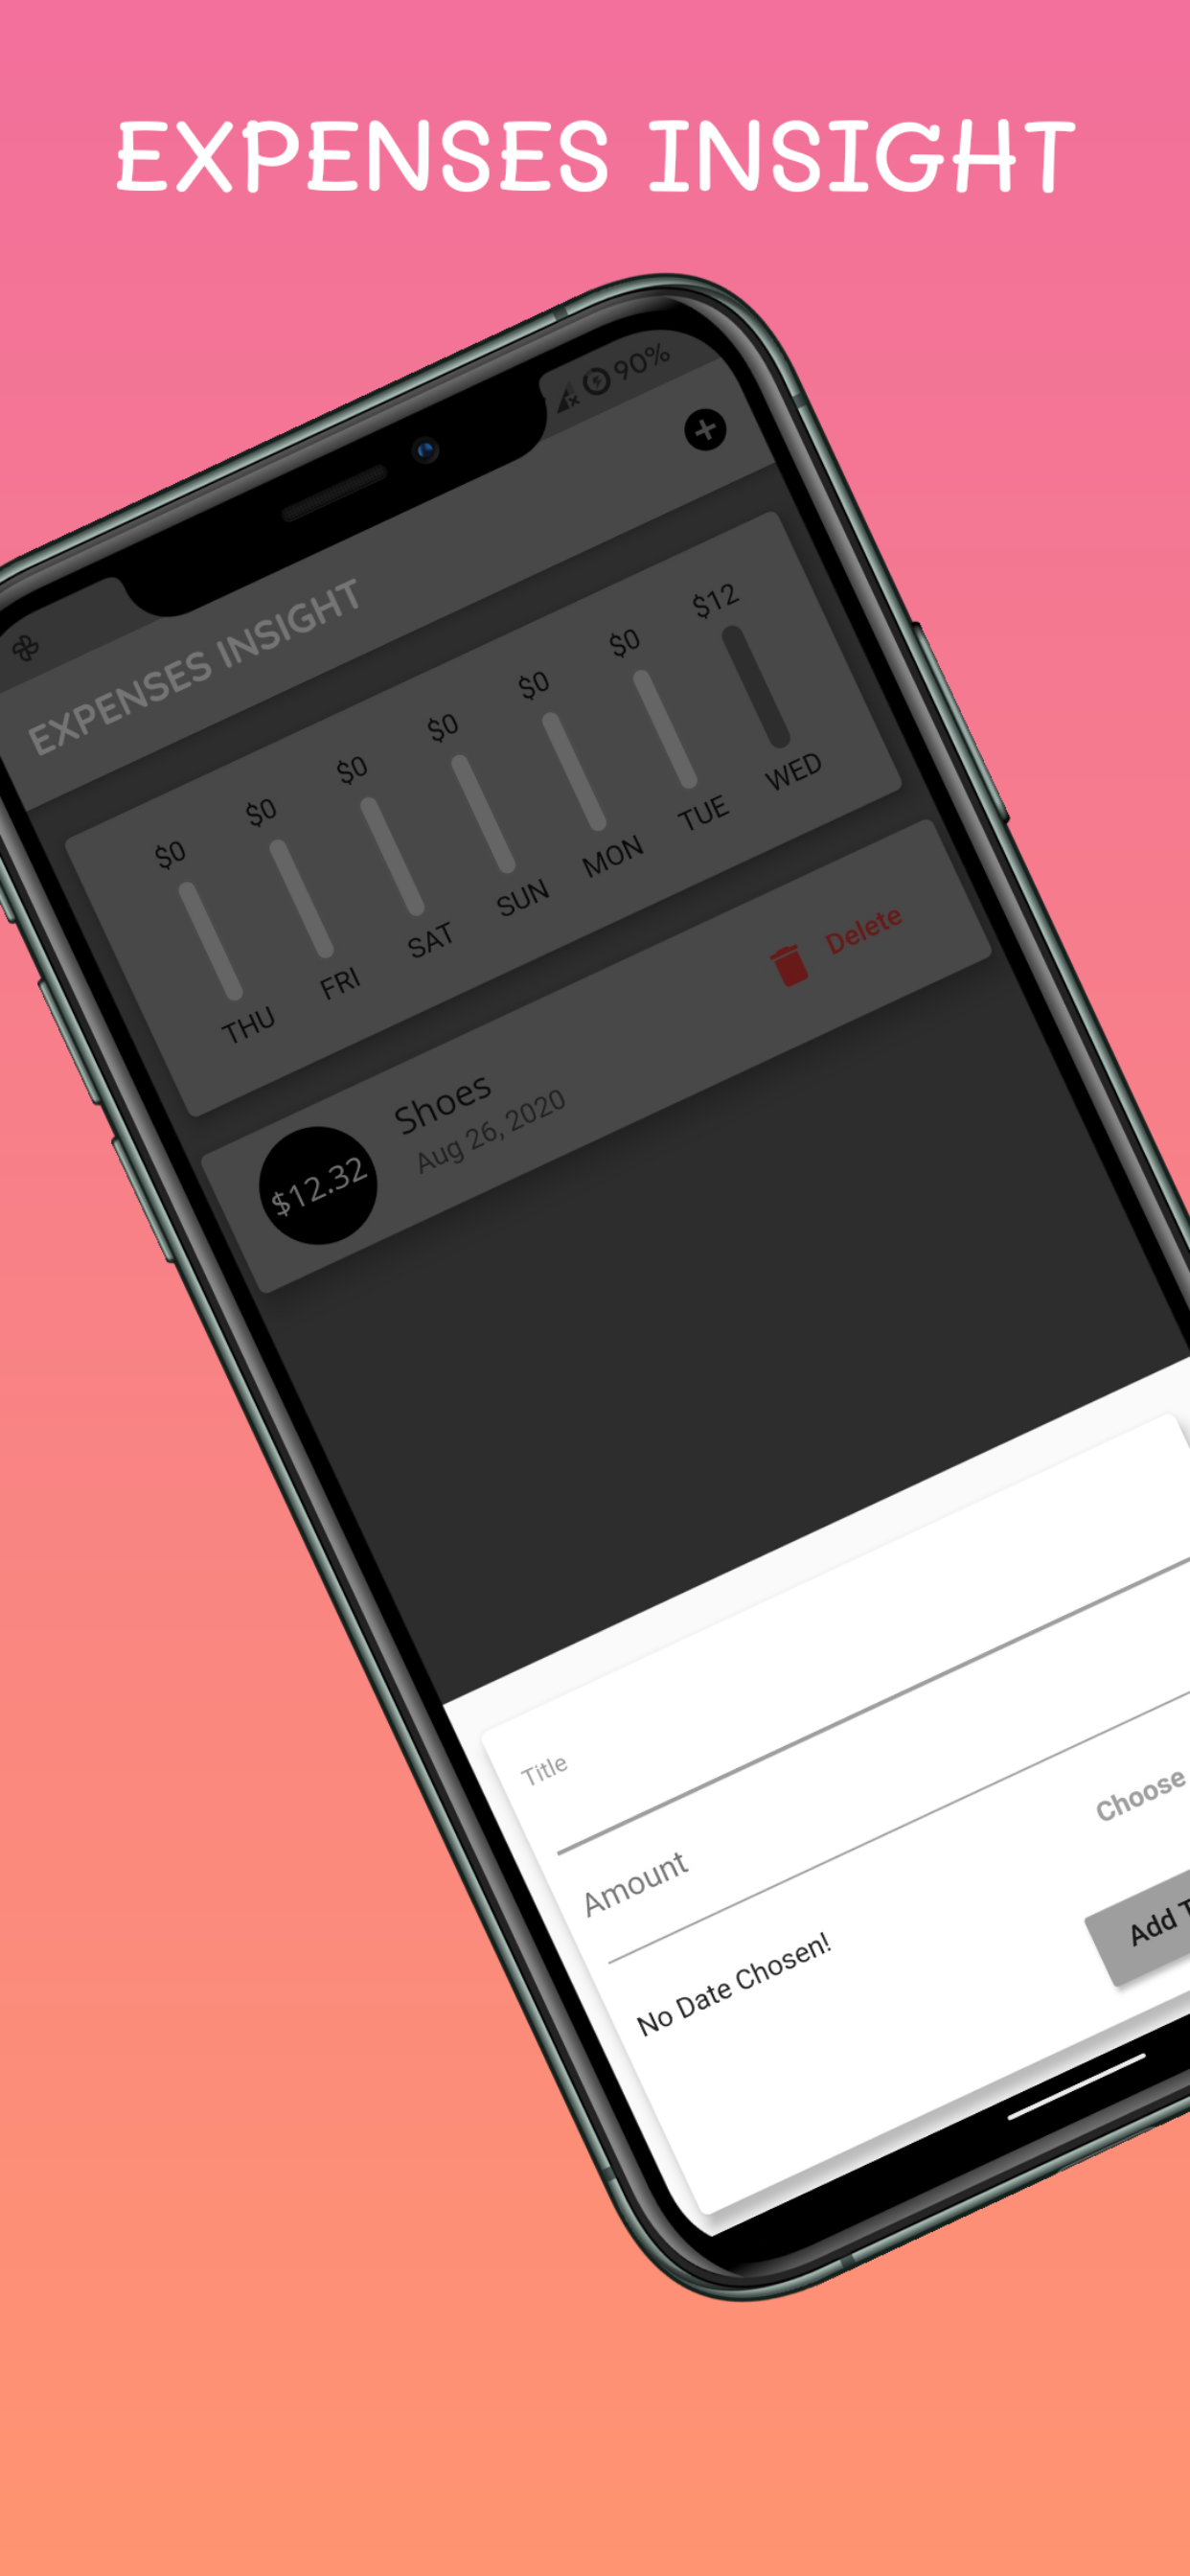 EXPENSES INSIGHT
90%
EXPENSES INSIGHT
$0 $0 $0 $0 $0 $0 $12
THU FRI SAT SUN MON TUE WED
$12.32
Shoes
Aug 26, 2020
Delete
Title
Amount
No Date Chosen!
Choose
Add T